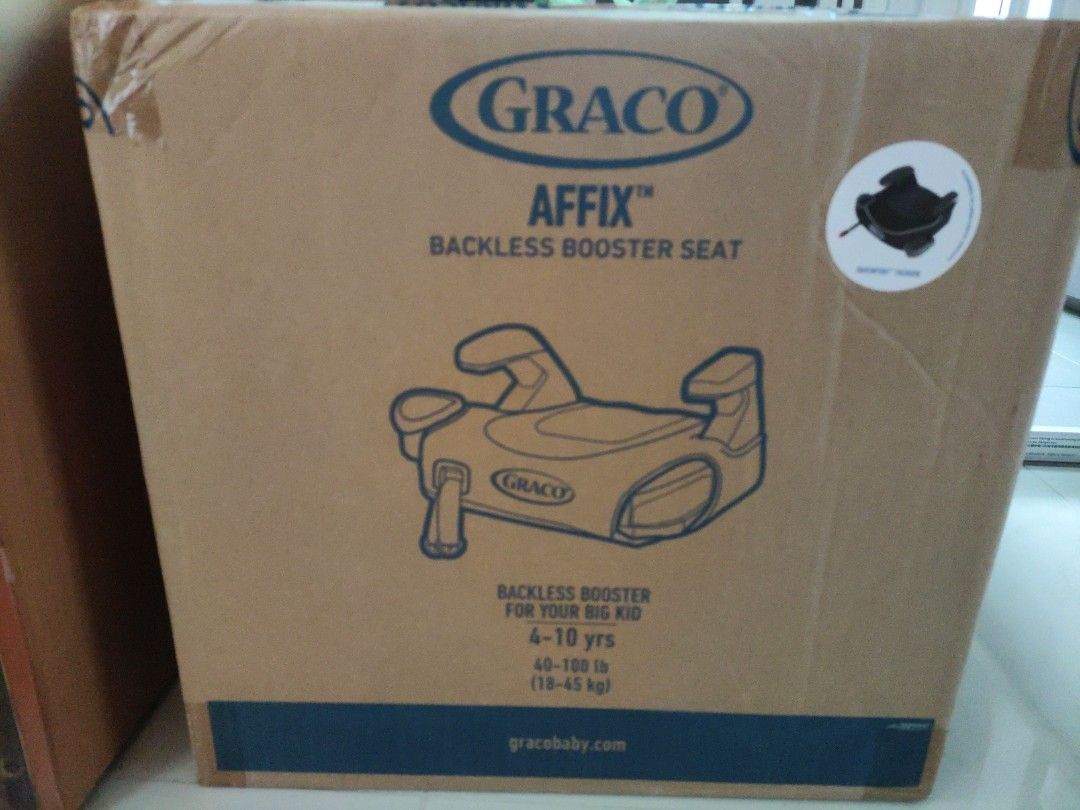 GRACO®
AFFIX™
BACKLESS BOOSTER SEAT
GRACO
BACKLESS BOOSTER
FOR YOUR BIG KID
4-10 yrs
40-100 lb
(18-45 kg)
gracobaby.com